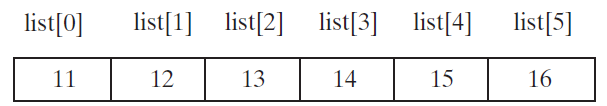 list[0] list[1] list[2] list[3] list[4] list[5]
11 12 13 14 15 16